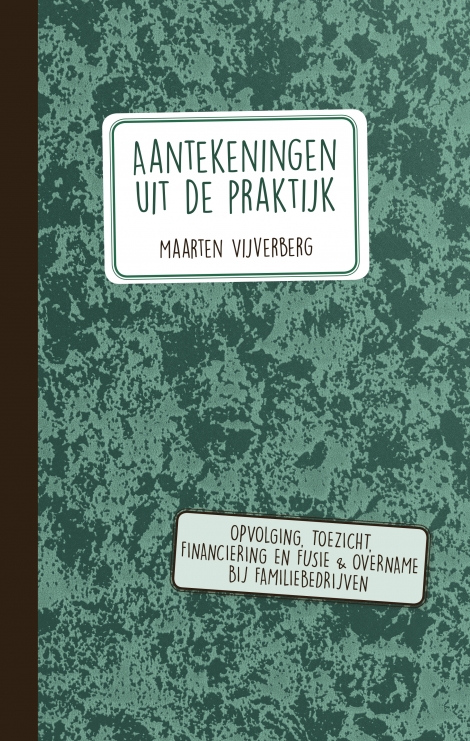 AANTEKENINGEN
UIT DE PRAKTIJK
MAARTEN VIJVERBERG
OPVOLGING, TOEZICHT,
FINANCIERING EN FUSIE & OVERNAME
BIJ FAMILIEBEDRIJVEN